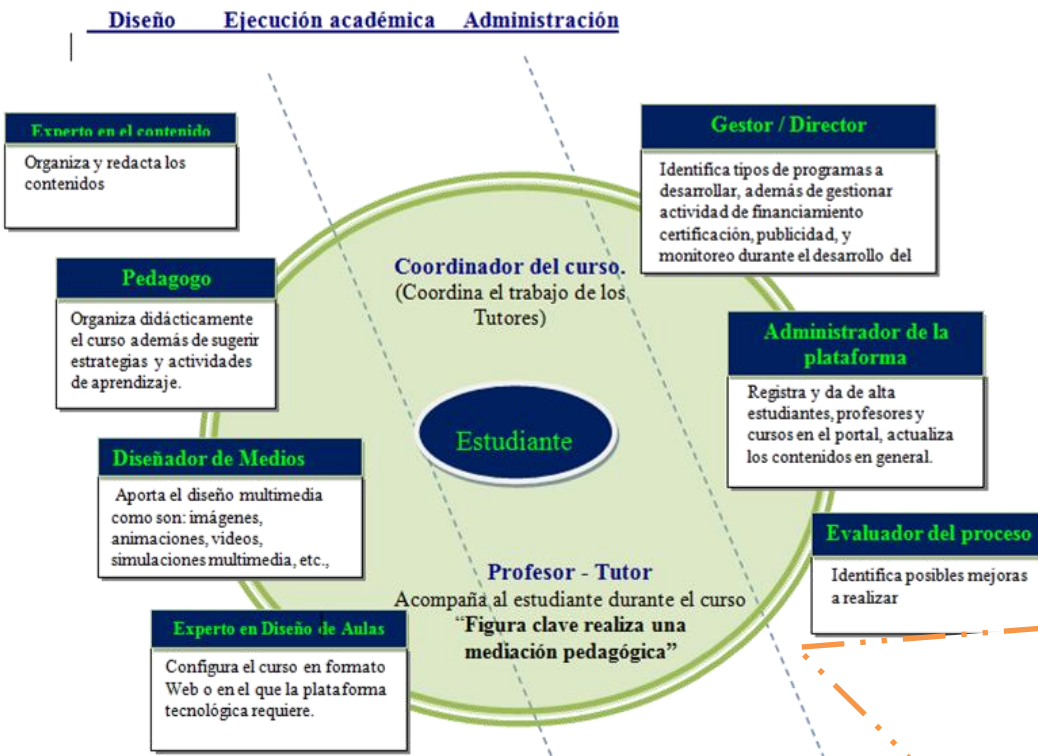 Diseño Ejecución académica Administración
Experto en el contenido
Organiza y redacta los
contenidos
Pedagogo
Organiza didácticamente
el curso además de sugerir
estrategias y actividades
de aprendizaje.
Diseñador de Medios
Aporta el diseño multimedia
como son: imágenes,
animaciones, videos,
simulaciones multimedia, etc.,
Experto en Diseño de Aulas
Configura el curso en formato
Web o en el que la plataforma
tecnológica requiere.
Coordinador del curso.
(Coordina el trabajo de los
Tutores)
Estudiante
Profesor - Tutor
Acompaña al estudiante durante el curso
“Figura clave realiza una
mediación pedagógica”
Gestor / Director
Identifica tipos de programas a
desarrollar, además de gestionar
actividad de financiamiento
certificación, publicidad, y
monitoreo durante el desarrollo del
Administrador de la
plataforma
Registra y da de alta
estudiantes, profesores y
cursos en el portal, actualiza
los contenidos en general.
Evaluador del proceso
Identifica posibles mejoras
a realizar